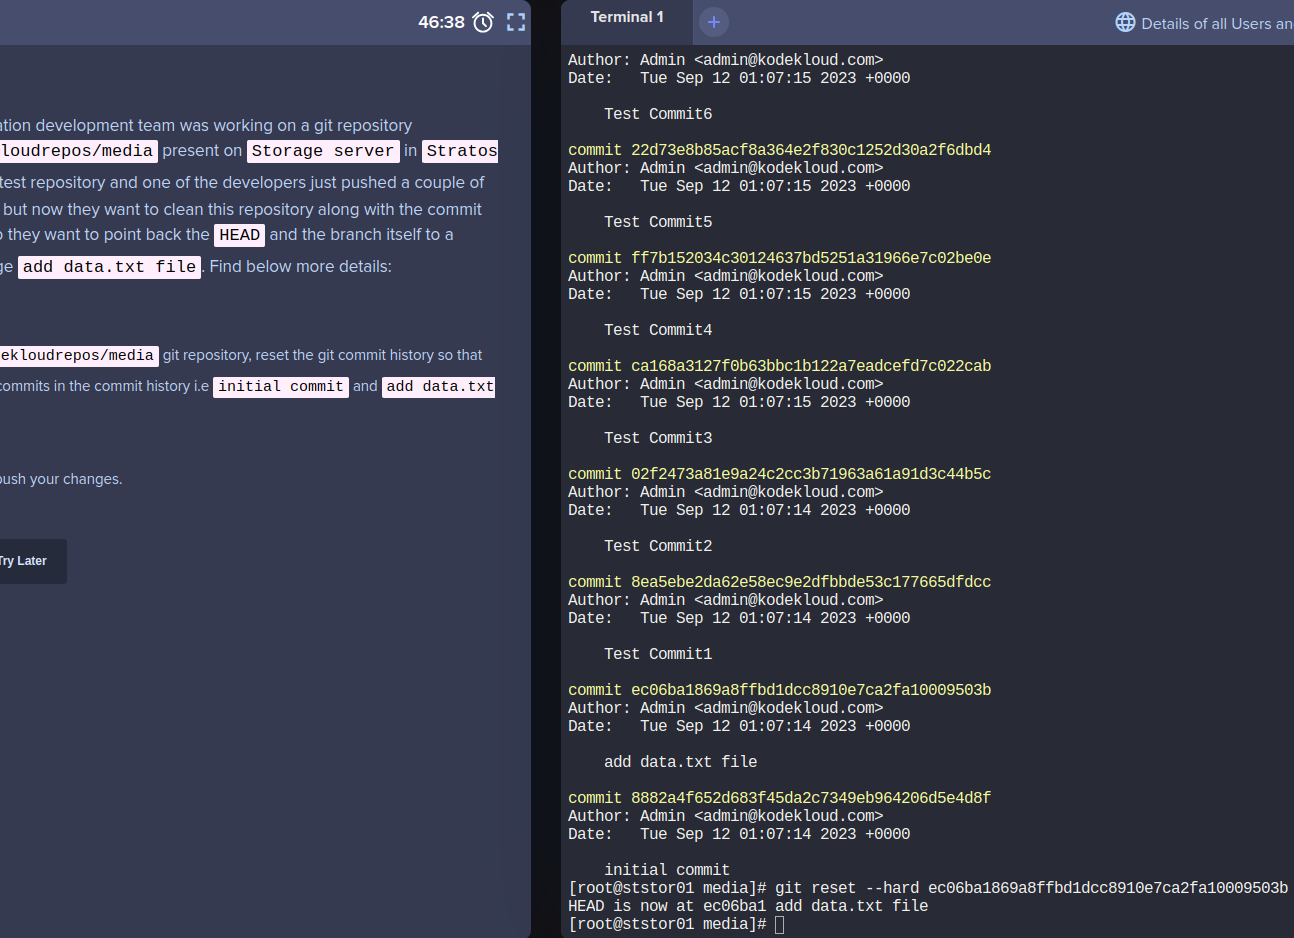 46:38
ation development team was working on a git repository
loudrepos/media present on Storage server in Stratos
test repository and one of the developers just pushed a couple of
but now they want to clean this repository along with the commit
they want to point back the HEAD and the branch itself to a
ge add data.txt file. Find below more details:
ekloudrepos/media git repository, reset the git commit history so that
commits in the commit history i.e initial commit and add data.txt
push your changes.
Try Later
Terminal 1
+
Details of all Users an
Author: Admin <admin@kodekloud.com>
Date:   Tue Sep 12 01:07:15 2023 +0000
Test Commit6
commit 22d73e8b85acf8a364e2f830c1252d30a2f6dbd4
Author: Admin <admin@kodekloud.com>
Date:   Tue Sep 12 01:07:15 2023 +0000
Test Commit5
commit ff7b152034c30124637bd5251a31966e7c02be0e
Author: Admin <admin@kodekloud.com>
Date:   Tue Sep 12 01:07:15 2023 +0000
Test Commit4
commit ca168a3127f0b63bbc1b122a7eadcefd7c022cab
Author: Admin <admin@kodekloud.com>
Date:   Tue Sep 12 01:07:15 2023 +0000
Test Commit3
commit 02f2473a81e9a24c2cc3b71963a61a91d3c44b5c
Author: Admin <admin@kodekloud.com>
Date:   Tue Sep 12 01:07:14 2023 +0000
Test Commit2
commit 8ea5ebe2da62e58ec9e2dfbbde53c177665dfdcc
Author: Admin <admin@kodekloud.com>
Date:   Tue Sep 12 01:07:14 2023 +0000
Test Commit1
commit ec06ba1869a8ffbd1dcc8910e7ca2fa10009503b
Author: Admin <admin@kodekloud.com>
Date:   Tue Sep 12 01:07:14 2023 +0000
add data.txt file
commit 8882a4f652d683f45da2c7349eb964206d5e4d8f
Author: Admin <admin@kodekloud.com>
Date:   Tue Sep 12 01:07:14 2023 +0000
initial commit
[root@ststor01 media]# git reset --hard ec06ba1869a8ffbd1dcc8910e7ca2fa10009503b
HEAD is now at ec06ba1 add data.txt file
[root@ststor01 media]#